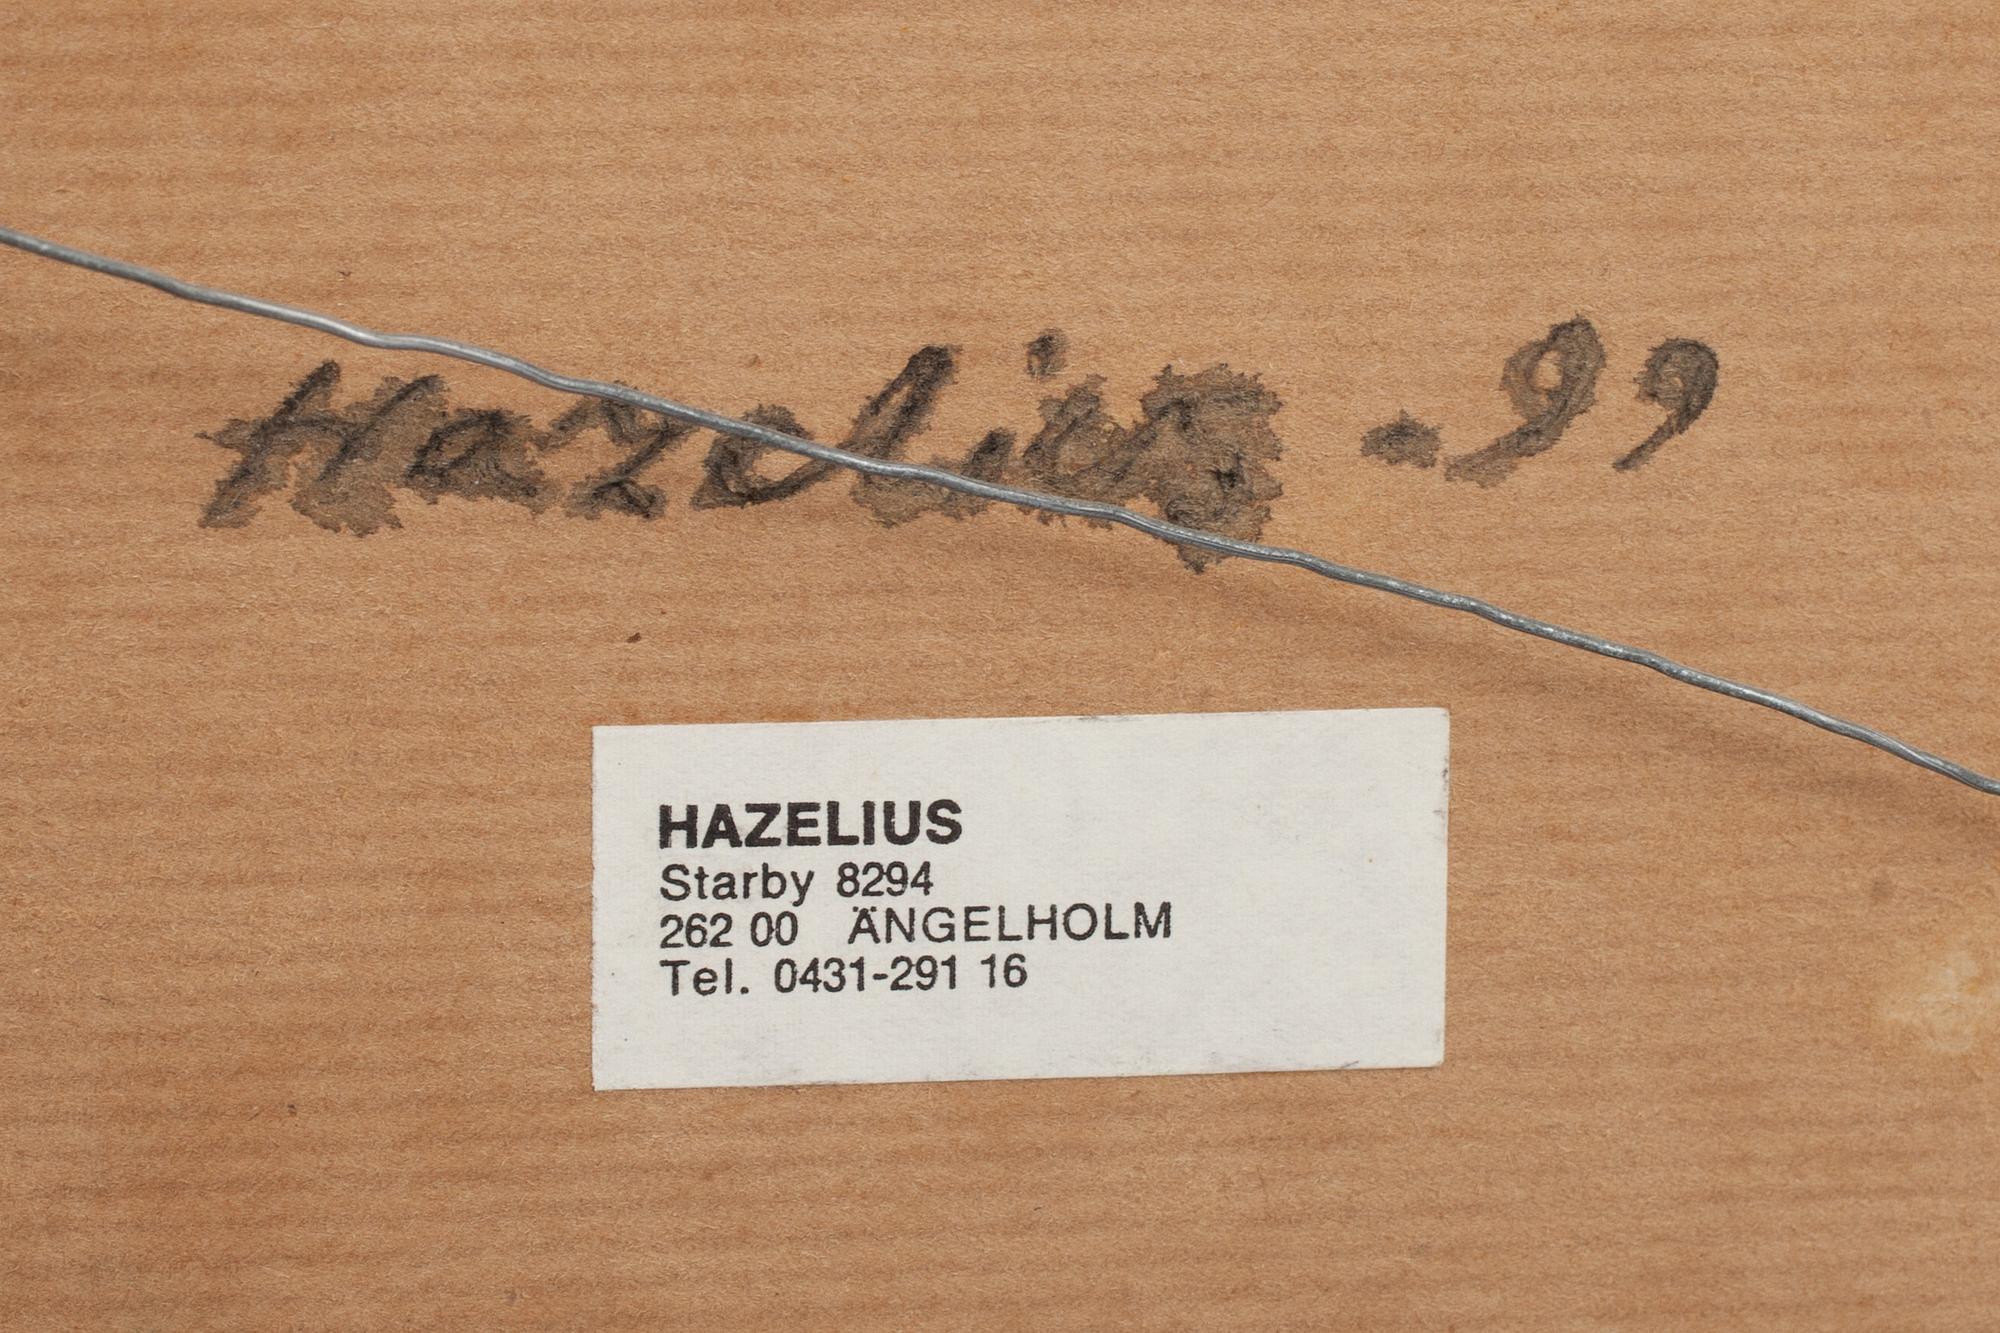 Hazelius -99
HAZELIUS
Starby 8294
262 00 ÄNGELHOLM
Tel. 0431-291 16